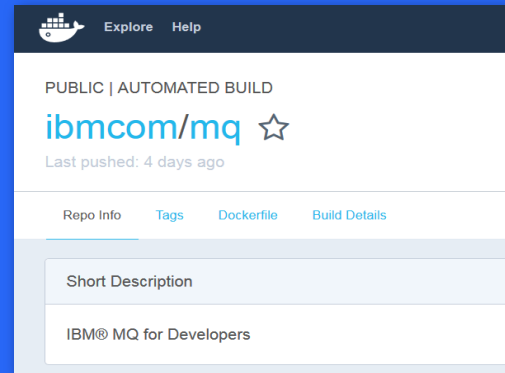 Explore Help
PUBLIC | AUTOMATED BUILD
ibmcom/mq
Last pushed: 4 days ago
Repo Info Tags Dockerfile Build Details
Short Description
IBM® MQ for Developers